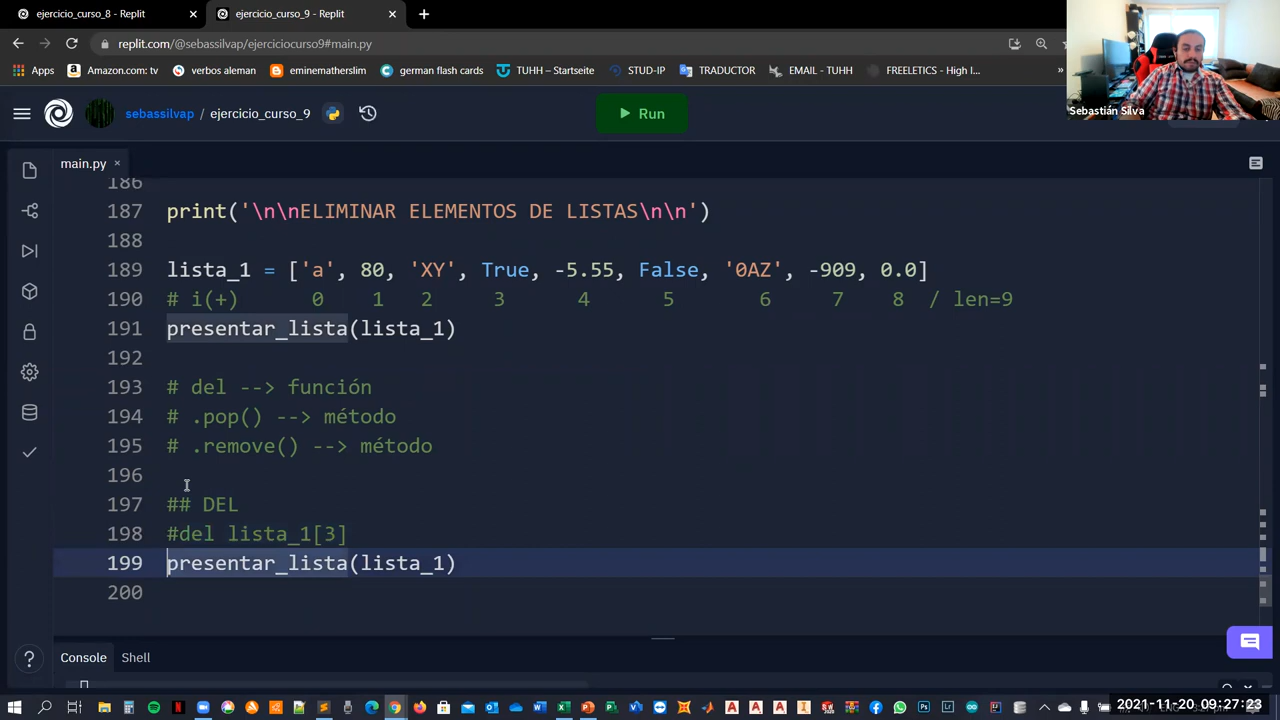 ejercicio_curso_8 - Replit
ejercicio_curso_9 - Replit
replit.com/@sebassilvap/ejerciciocurso9#main.py
Apps
Amazon.com: tv
verbos aleman
eminematherslim
german flashcards
TUHH – Startseite
STUD-IP
TRADUCTOR
EMAIL - TUHH
FREELETICS - High I...
»
Sebastián Silva
sebassilvap / ejercicio_curso_9
Run
main.py
186
187 print('\n\nELIMINAR ELEMENTOS DE LISTAS\n\n')
188
189 lista_1 = ['a', 80, 'XY', True, -5.55, False, '0AZ', -909, 0.0]
190 # i(+) 0 1 2 3 4 5 6 7 8 / len=9
191 presentar_lista(lista_1)
192
193 # del --> función
194 # .pop() --> método
195 # .remove() --> método
196
197 ## DEL
198 #del lista_1[3]
199 presentar_lista(lista_1)
200
Console
Shell
2021-11-20 09:27:23